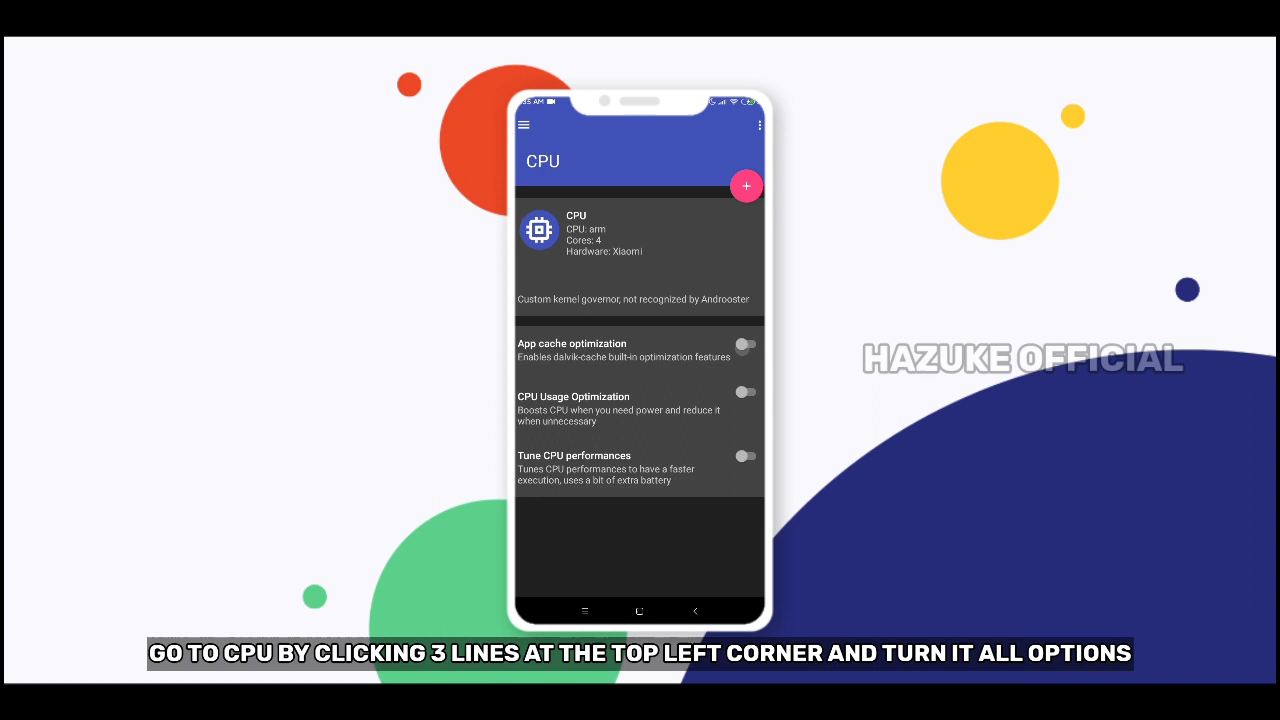 CPU
+
CPU
CPU: arm
Cores: 4
Hardware: Xiaomi
Custom kernel governor, not recognized by Androoster
App cache optimization
Enables dalvik-cache built-in optimization features
CPU Usage Optimization
Boosts CPU when you need power and reduce it
when unnecessary
Tune CPU performances
Tunes CPU performances to have a faster
execution, uses a bit of extra battery
HAZUKE OFFICIAL
GO TO CPU BY CLICKING 3 LINES AT THE TOP LEFT CORNER AND TURN IT ALL OPTIONS